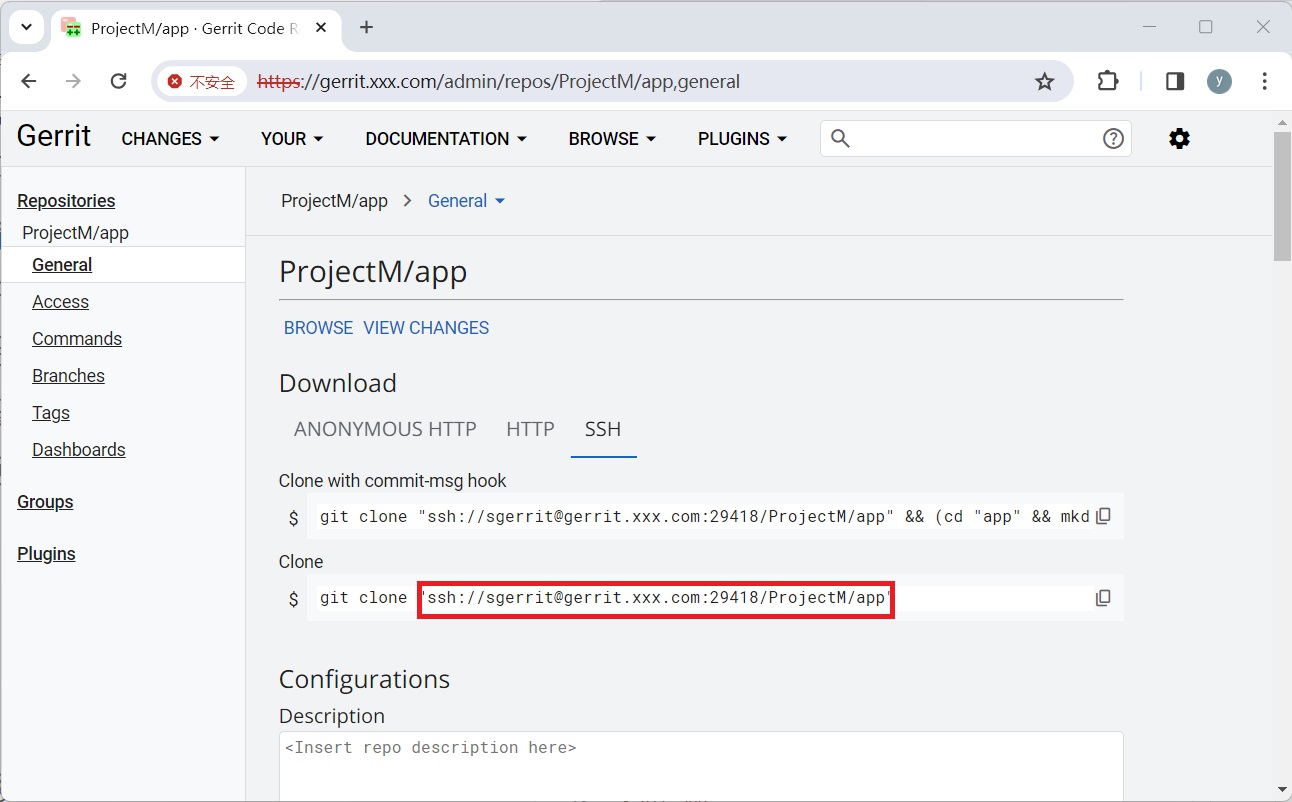 ProjectM/app · Gerrit Code R
不安全 https://gerrit.xxx.com/admin/repos/ProjectM/app,general
y
Gerrit CHANGES YOUR DOCUMENTATION BROWSE PLUGINS
Repositories
ProjectM/app
General
Access
Commands
Branches
Tags
Dashboards
Groups
Plugins
ProjectM/app > General
ProjectM/app
BROWSE VIEW CHANGES
Download
ANONYMOUS HTTP HTTP SSH
Clone with commit-msg hook
$ git clone "ssh://sgerrit@gerrit.xxx.com:29418/ProjectM/app" && (cd "app" && mkd
Clone
$ git clone "ssh://sgerrit@gerrit.xxx.com:29418/ProjectM/app"
Configurations
Description
<Insert repo description here>